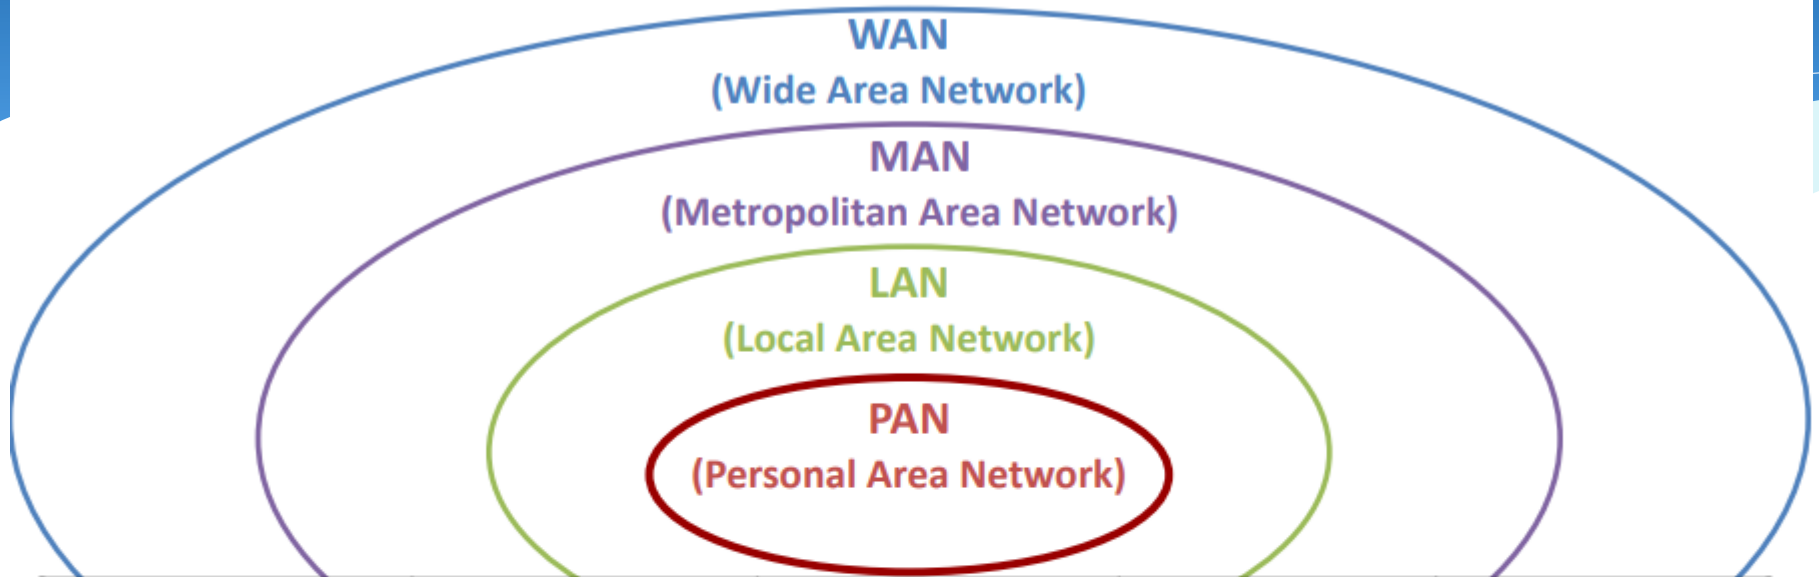 WAN
(Wide Area Network)
MAN
(Metropolitan Area Network)
LAN
(Local Area Network)
PAN
(Personal Area Network)